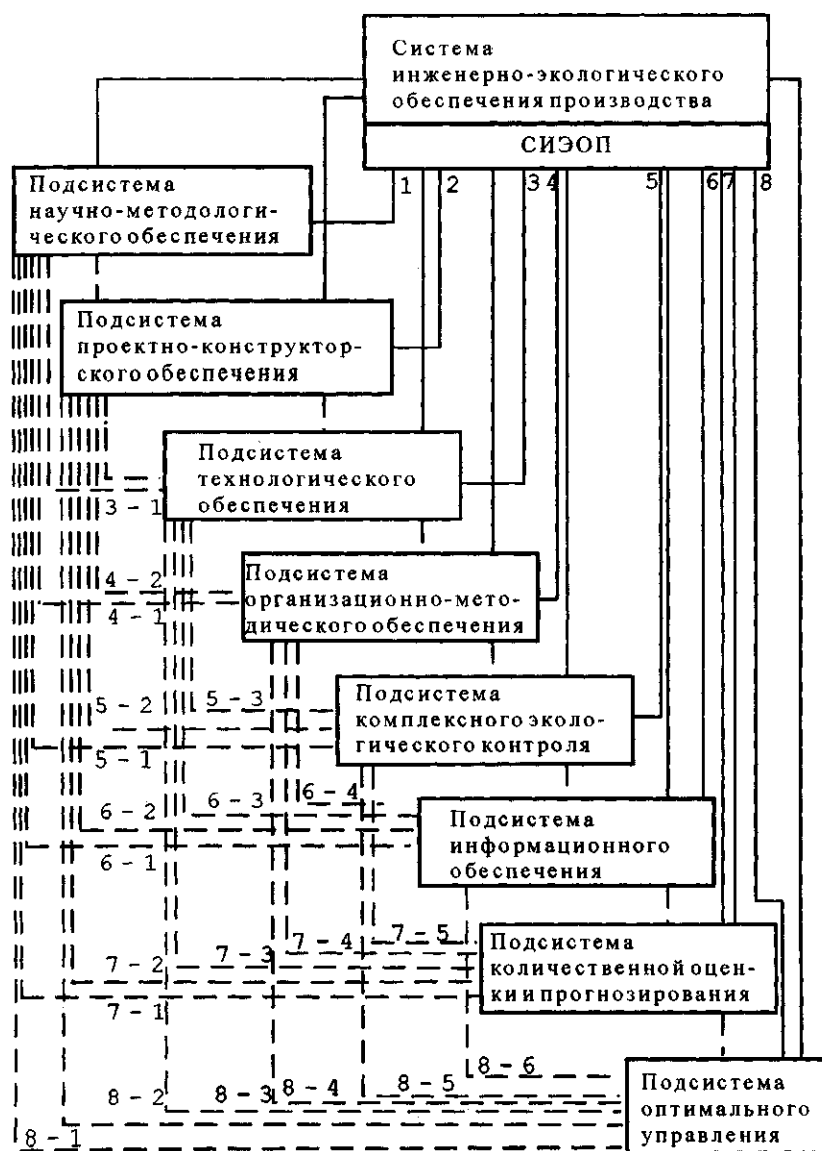 Система
инженерно-экологического
обеспечения производства
СИЭОП
1 2 3 4 5 6 7 8
Подсистема
научно-методологи-
ческого обеспечения
Подсистема
проектно-конструктор-
ского обеспечения
Подсистема
технологического
обеспечения
3 - 1
Подсистема
организационно-мето-
дического обеспечения
4 - 2
4 - 1
Подсистема
комплексного эколо-
гического контроля
5 - 2 5 - 3
5 - 1
6 - 4
6 - 2 6 - 3
6 - 1
Подсистема
информационного
обеспечения
7 - 2 7 - 3 7 - 4 7 - 5
7 - 1
Подсистема
количественной оцен-
ки и прогнозирования
8 - 6
8 - 2 8 - 3 8 - 4 8 - 5
8 - 1
Подсистема
оптимального
управления